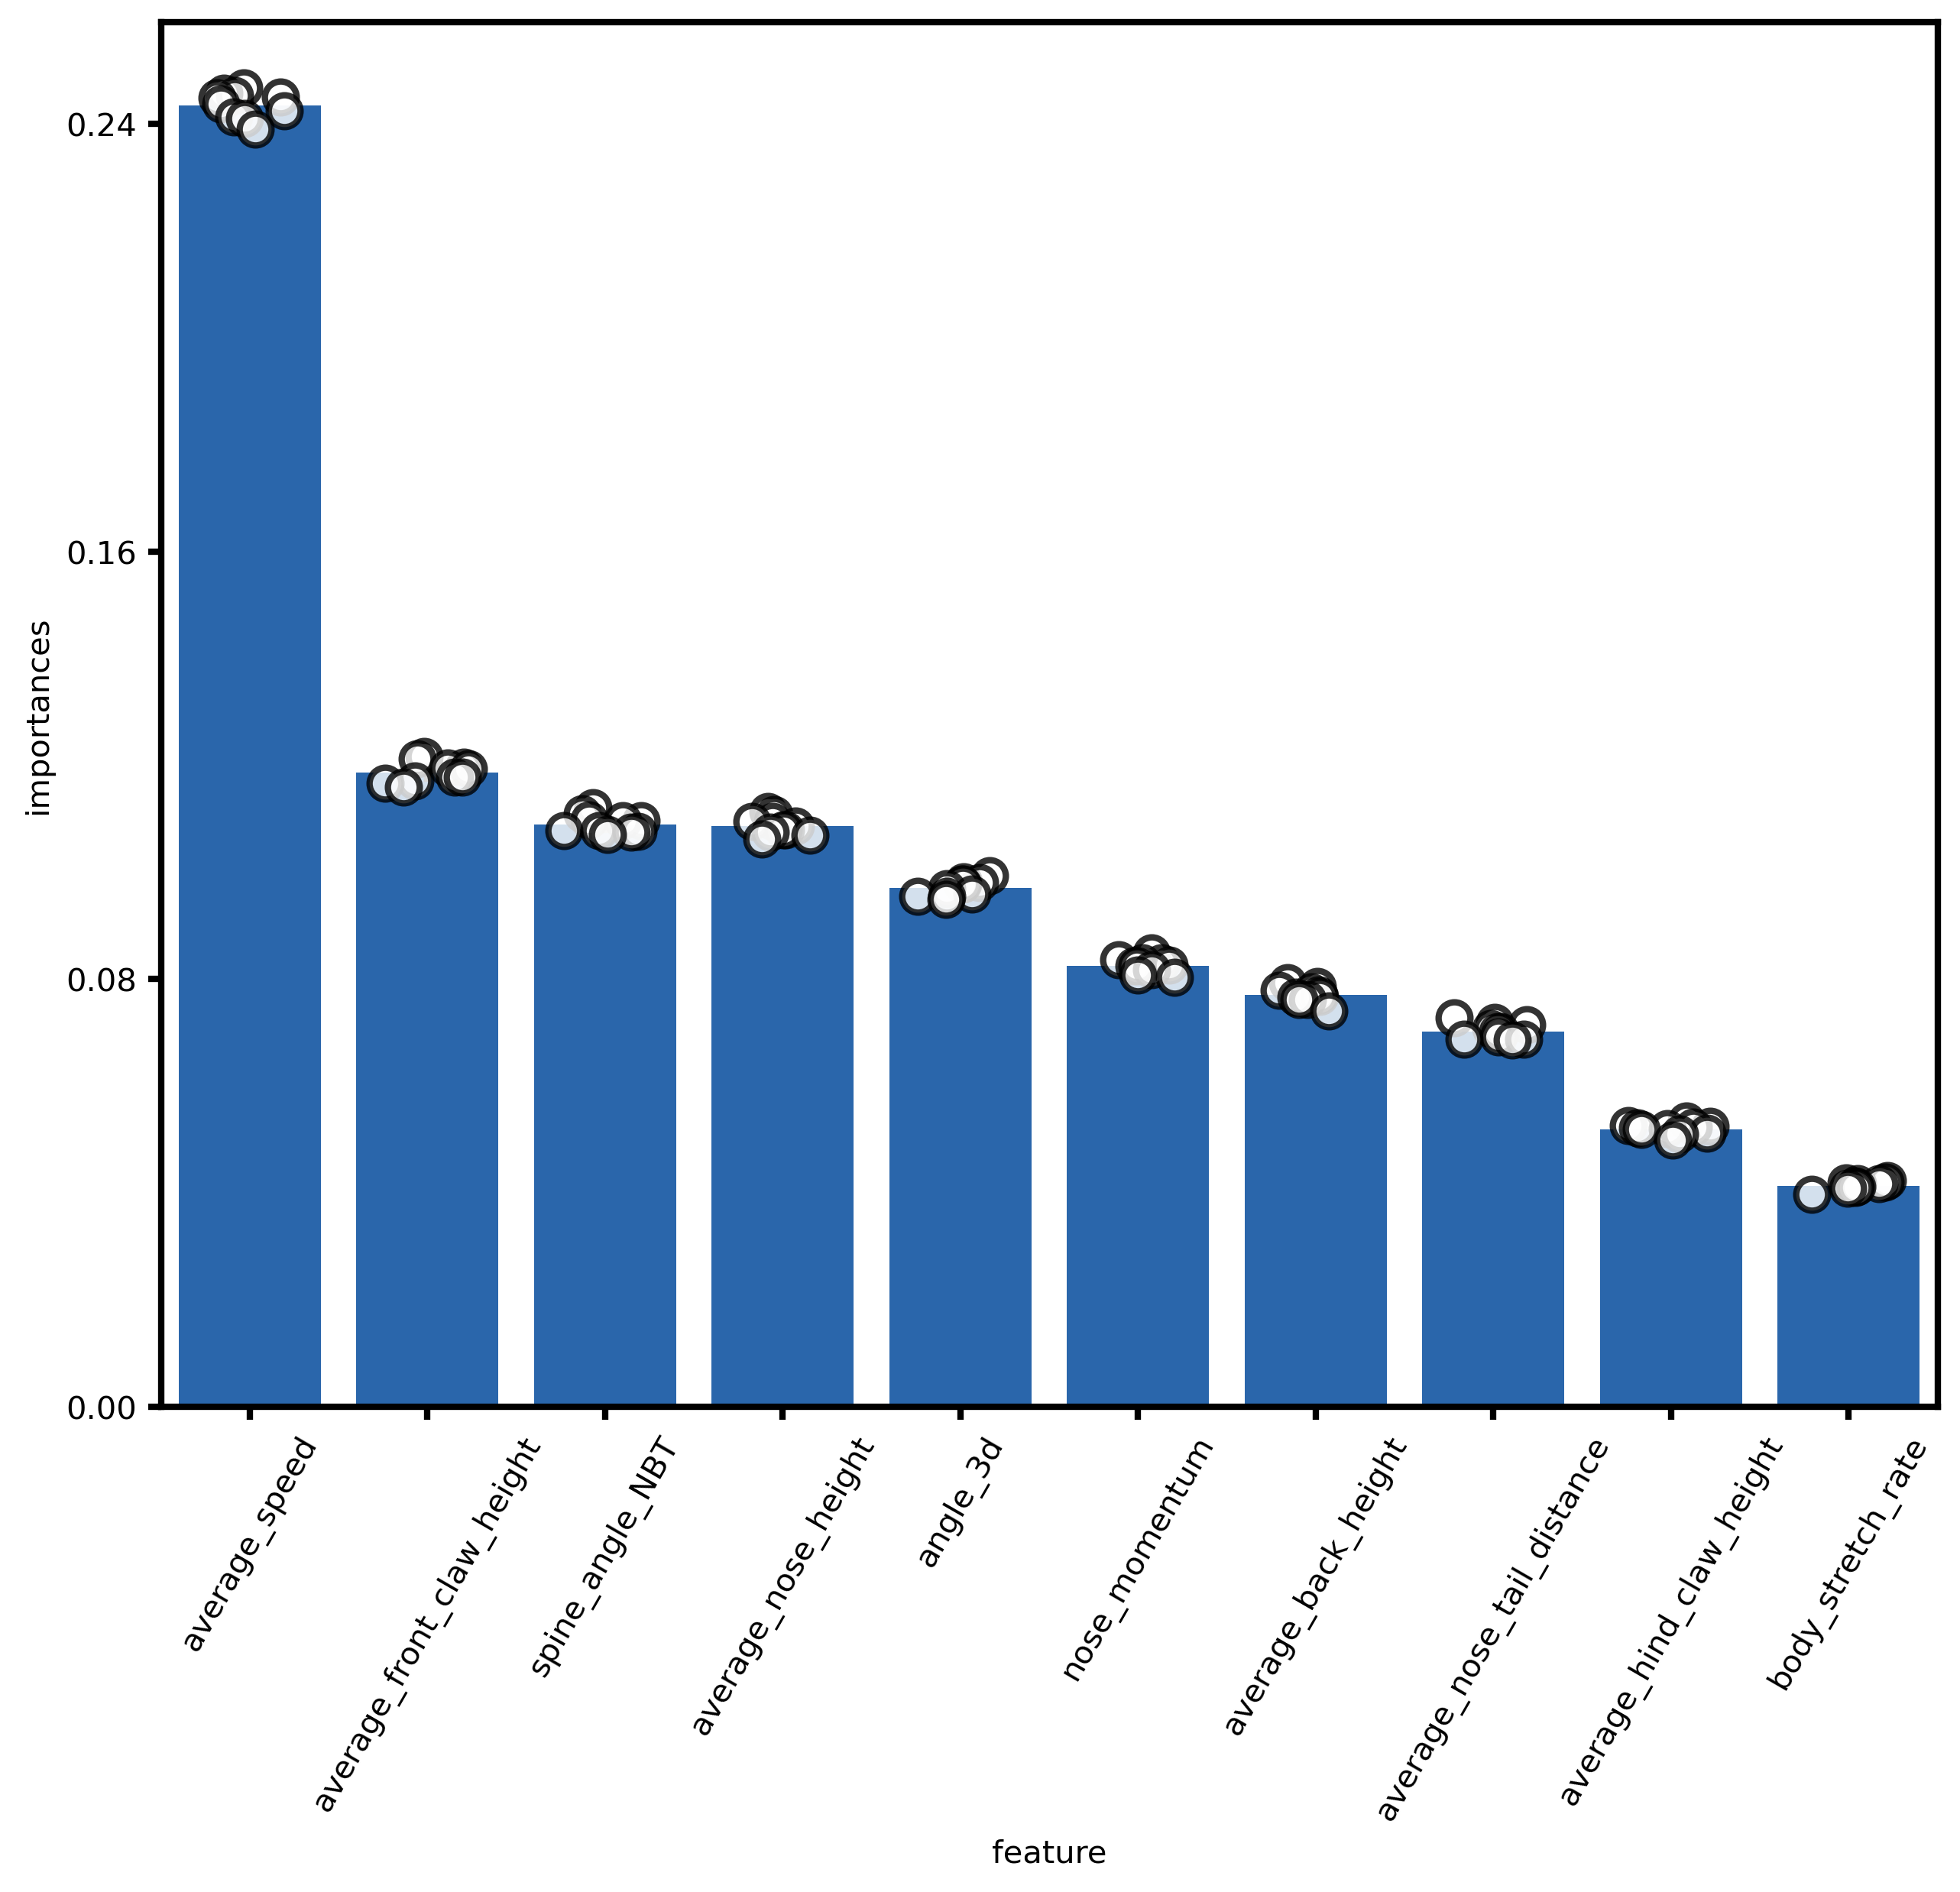 importances
0.24
0.16
0.08
0.00
average_speed
average_front_claw_height
spine_angle_NBT
average_nose_height
angle_3d
nose_momentum
average_back_height
average_nose_tail_distance
average_hind_claw_height
body_stretch_rate
feature